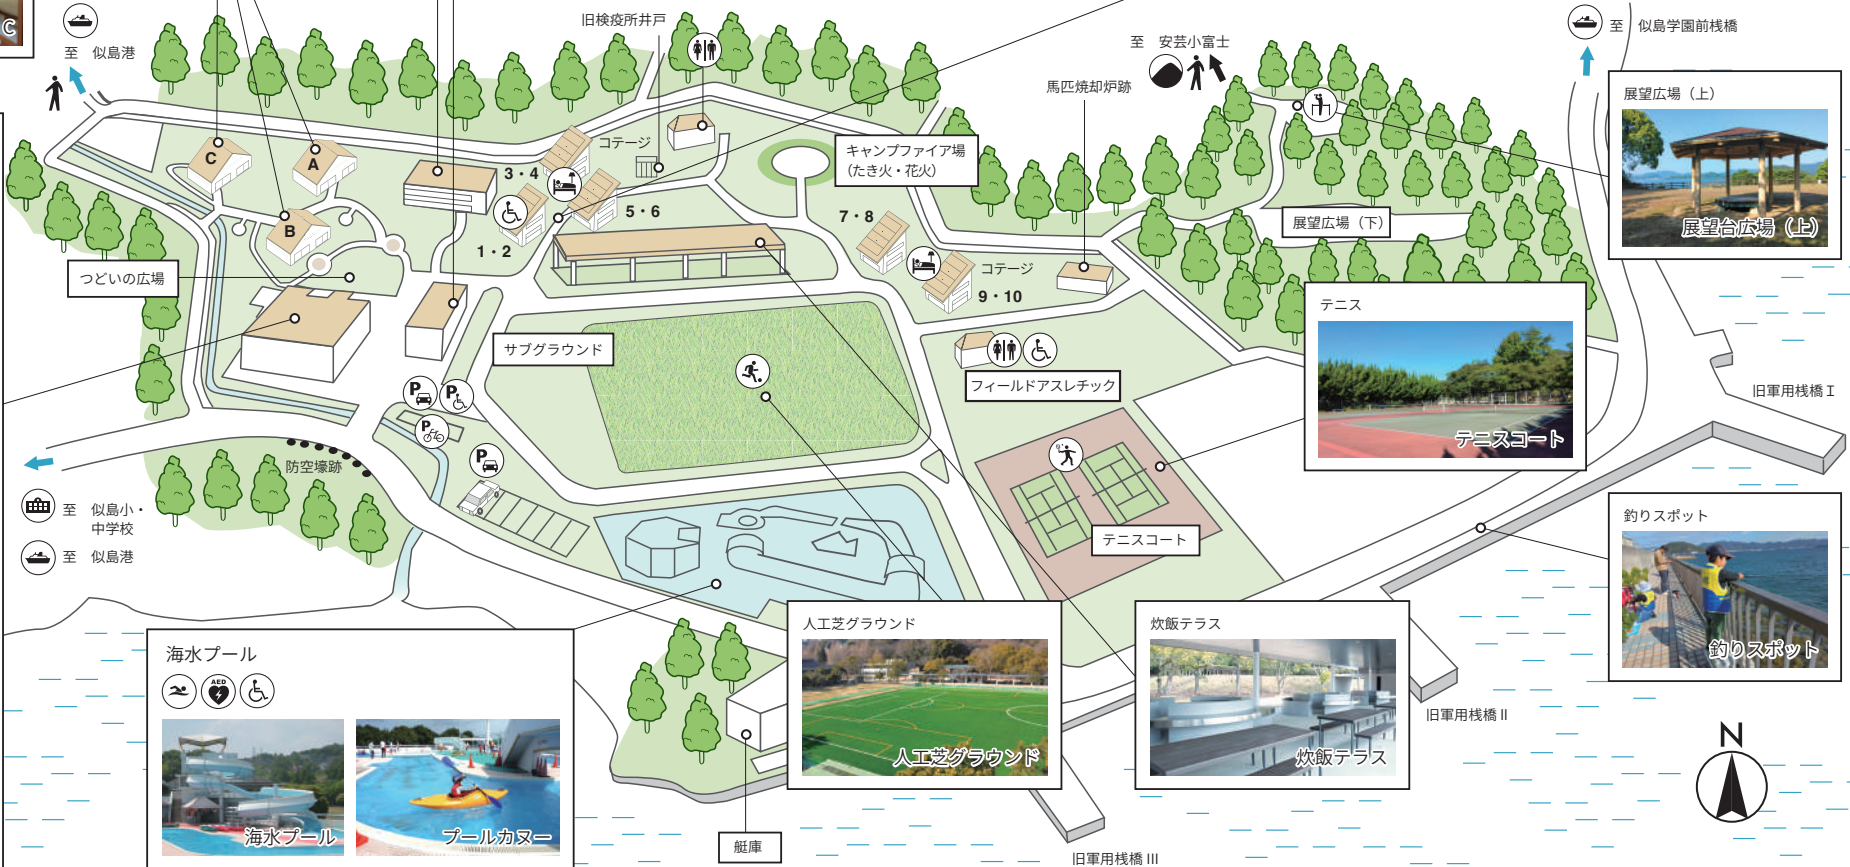 C
至　似島港
旧検疫所井戸
至　安芸小富士
至　似島学園前桟橋
馬匹焼却炉跡
展望広場（上）
展望台広場（上）
コテージ
キャンプファイア場
（たき火・花火）
C
A
B
3・4
5・6
1・2
7・8
コテージ
9・10
展望広場（下）
つどいの広場
サブグラウンド
フィールドアスレチック
テニス
テニスコート
旧軍用桟橋Ⅰ
P
P
P
P
防空壕跡
至　似島小・
中学校
至　似島港
テニスコート
釣りスポット
釣りスポット
海水プール
AED
海水プール
プールカヌー
人工芝グラウンド
人工芝グラウンド
炊飯テラス
炊飯テラス
旧軍用桟橋Ⅱ
N
艇庫
旧軍用桟橋Ⅲ